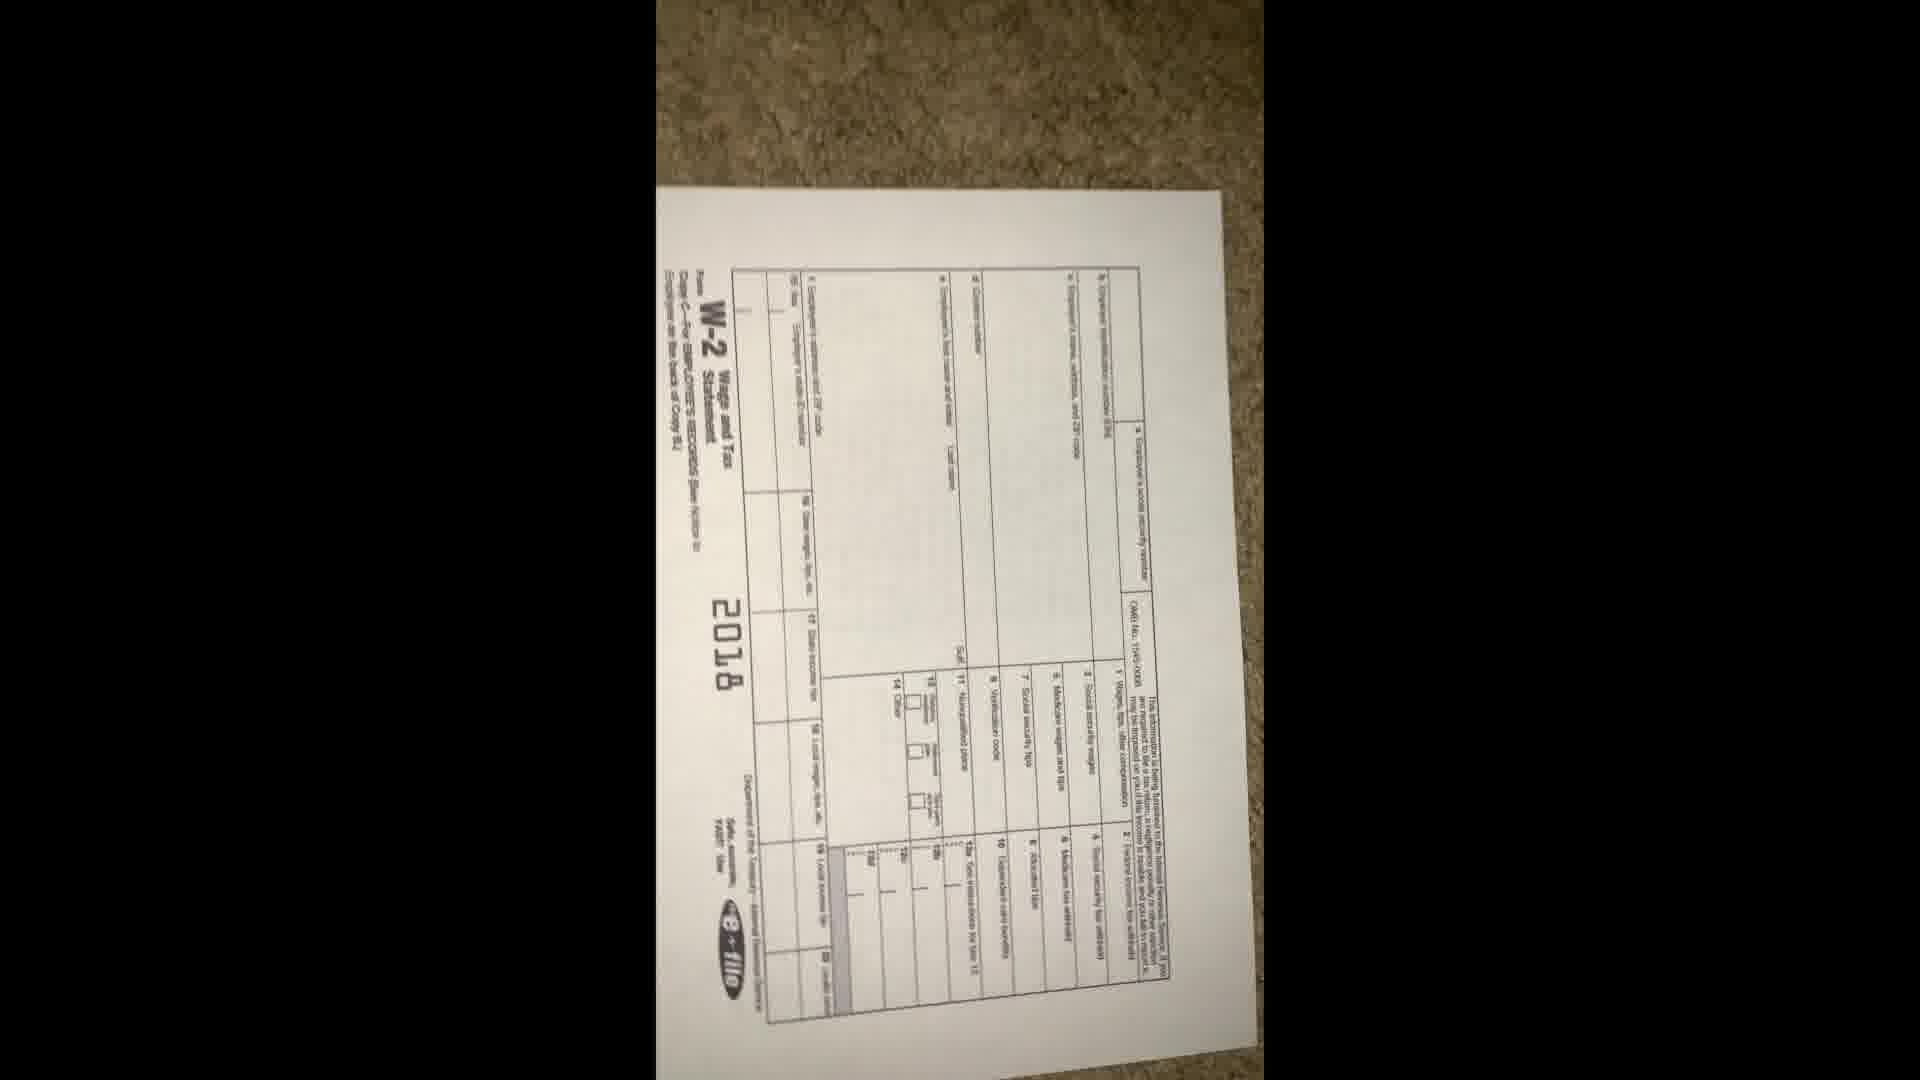 a Employee's social security number
OMB No. 1545-0008
This information is being furnished to the Internal Revenue Service. If you
are required to file a tax return, a negligence penalty or other sanction
may be imposed on you if this income is taxable and you fail to report it.
b Employer identification number (EIN)
1 Wages, tips, other compensation
2 Federal income tax withheld
c Employer's name, address, and ZIP code
3 Social security wages
4 Social security tax withheld
5 Medicare wages and tips
6 Medicare tax withheld
7 Social security tips
8 Allocated tips
d Control number
9 Verification code
10 Dependent care benefits
e Employee's first name and initial
Last name
Suff.
11 Nonqualified plans
12a See instructions for box 12
13 Statutory employee
Retirement plan
Third-party sick pay
12b
14 Other
12c
12d
f Employee's address and ZIP code
15 State
Employer's state ID number
16 State wages, tips, etc.
17 State income tax
18 Local wages, tips, etc.
19 Local income tax
20
Form W-2 Wage and Tax
Statement
2018
Department of the Treasury - Internal Revenue Service
Copy C—For EMPLOYEE'S RECORDS (See Notice to
Employee on the back of Copy B.)
Safe, accurate,
FAST! Use
e-file